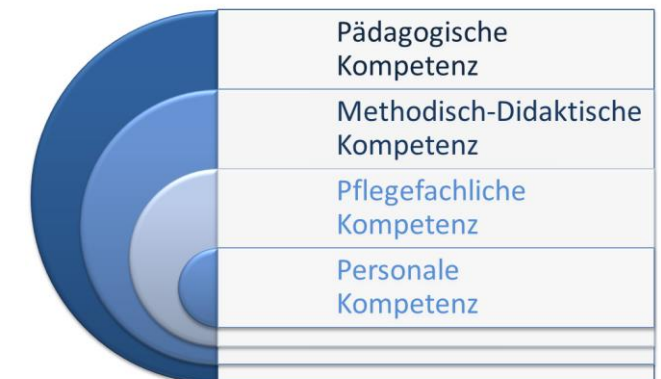 Pädagogische
Kompetenz
Methodisch-Didaktische
Kompetenz
Pflegefachliche
Kompetenz
Personale
Kompetenz